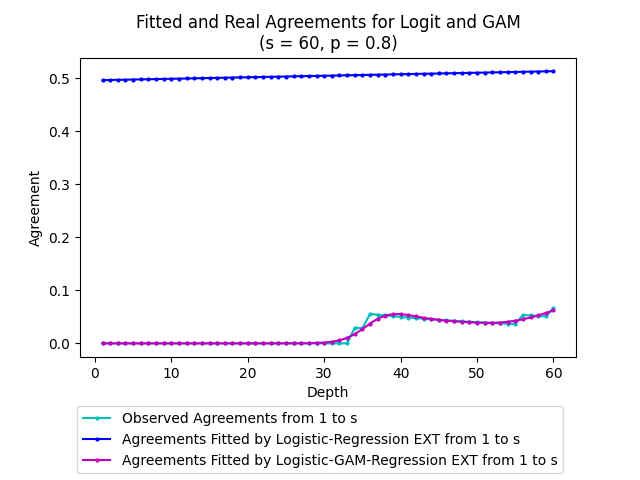 Fitted and Real Agreements for Logit and GAM
(s = 60, p = 0.8)
0.5
0.4
0.3
0.2
0.1
0.0
Agreement
0 10 20 30 40 50 60
Depth
Observed Agreements from 1 to s
Agreements Fitted by Logistic-Regression EXT from 1 to s
Agreements Fitted by Logistic-GAM-Regression EXT from 1 to s